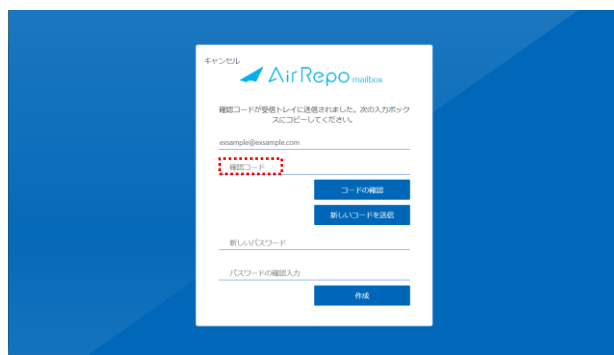 キャンセル
AirRepo mailbox
確認コードが受信トレイに送信されました。次の入力ボック
スにコピーしてください。
exsample@exsample.com
確認コード
コードの確認
新しいコードを送信
新しいパスワード
パスワードの確認入力
作成